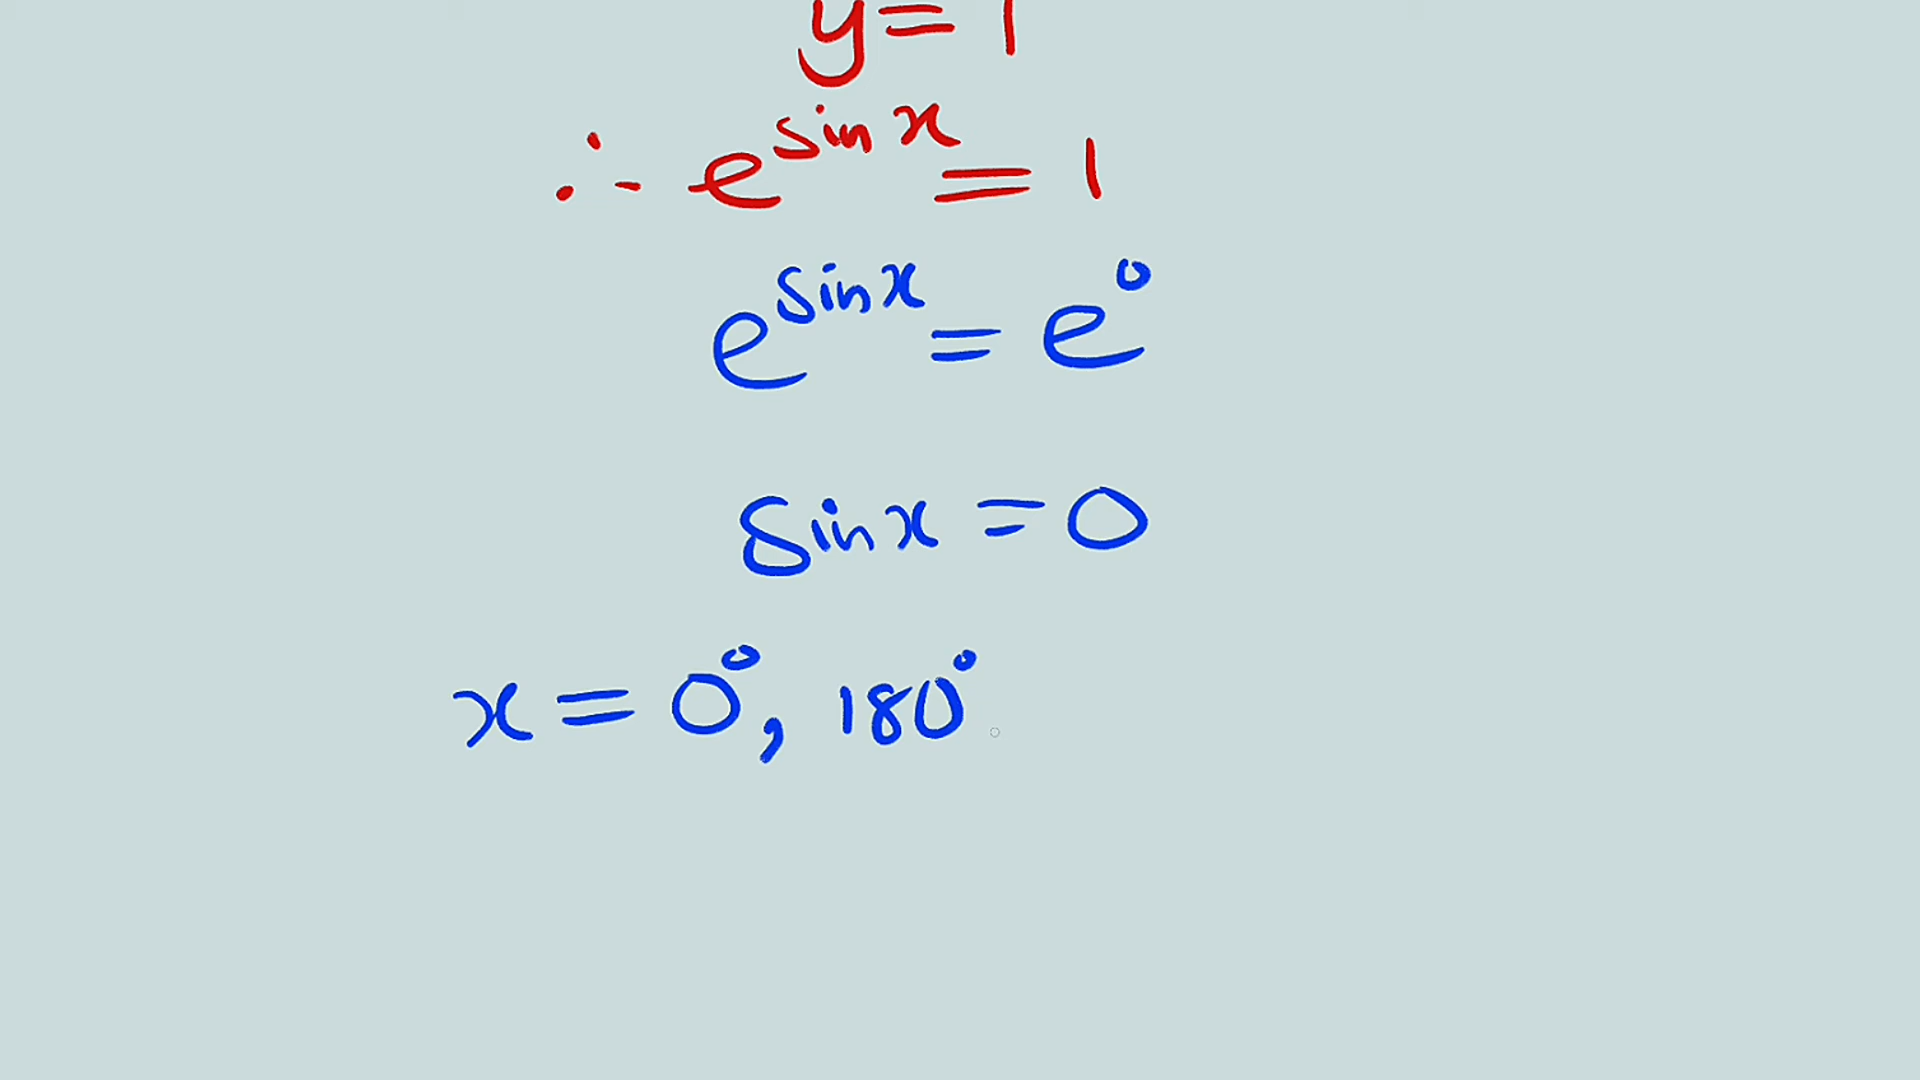 y = 1
∴ e^sin x = 1
e^sin x = e^0
sin x = 0
x = 0°, 180°